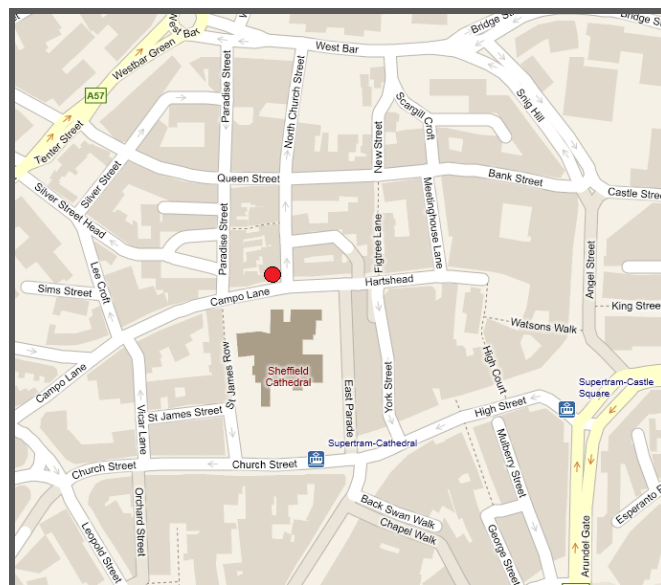 Bridge St
Bridge St
West Bar
West
Bar
Westbar Green
A57
Tenter Street
Paradise Street
North Church Street
New Street
Scargill Croft
Snig Hill
Silver Street
Queen Street
Bank Street
Castle Street
Silver Street Head
Paradise Street
Figtree Lane
Meetinghouse Lane
Angel Street
Lee Croft
Sims Street
Campo Lane
Hartshead
King Street
Watsons Walk
Campo Lane
St James Row
Sheffield
Cathedral
East Parade
York Street
High Court
Supertram-Castle
Square
Vicar Lane
St James Street
High Street
Supertram-Cathedral
Mulberry Street
Church Street
Church Street
Orchard Street
Leopold Street
Back Swan Walk
Chapel Walk
George Street
Arundel Gate
Esperanto